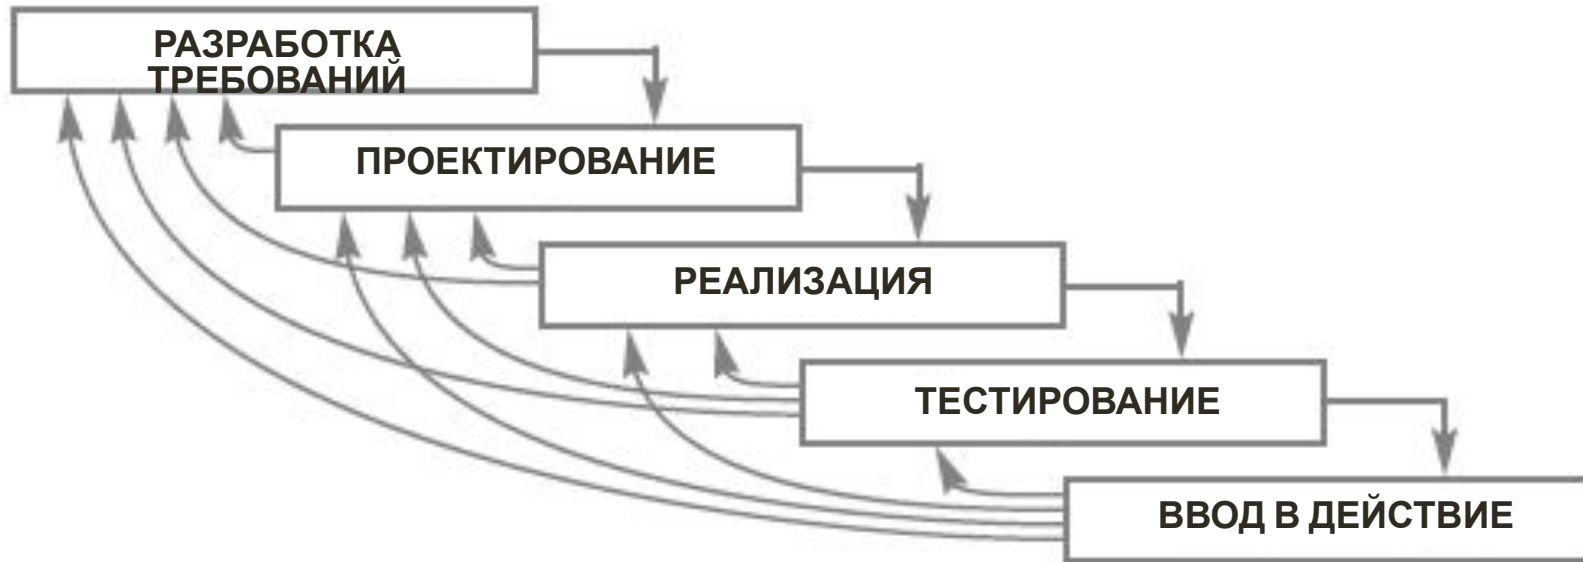 РАЗРАБОТКА
ТРЕБОВАНИЙ
ПРОЕКТИРОВАНИЕ
РЕАЛИЗАЦИЯ
ТЕСТИРОВАНИЕ
ВВОД В ДЕЙСТВИЕ